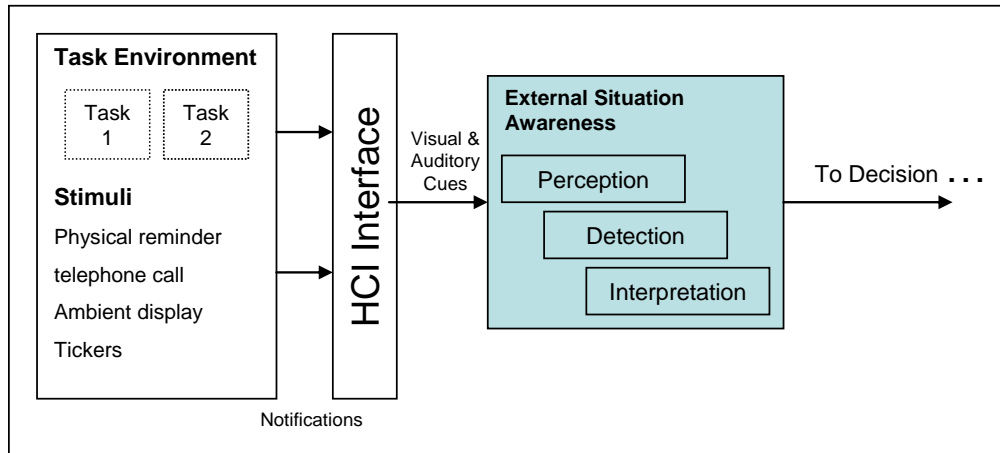 Task Environment
Task
1
Task
2
Stimuli
Physical reminder
telephone call
Ambient display
Tickers
Notifications
HCI Interface
Visual &
Auditory
Cues
External Situation
Awareness
Perception
Detection
Interpretation
To Decision ...